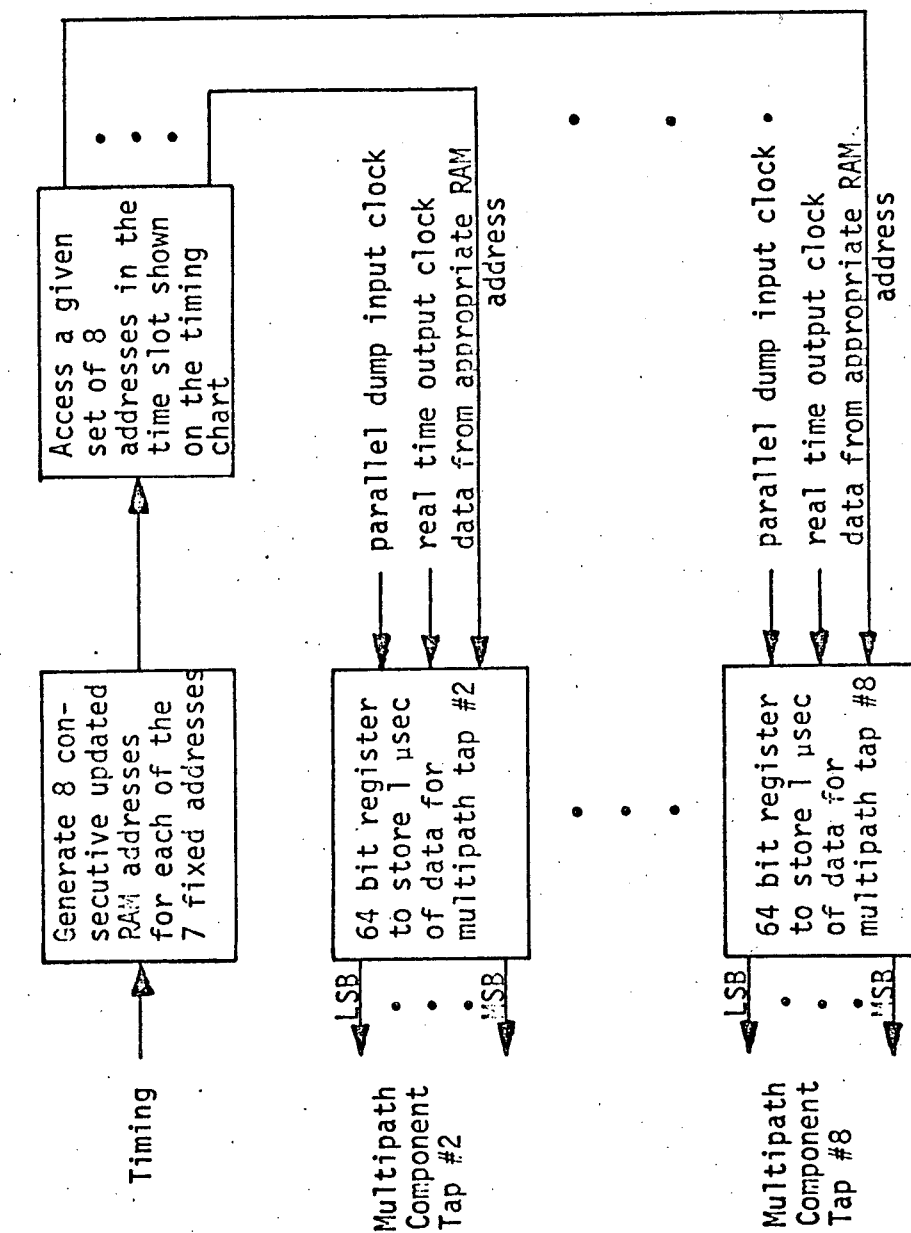 Timing
Generate 8 con-
secutive updated
RAM addresses
for each of the
7 fixed addresses
Access a given
set of 8
addresses in the
time slot shown
on the timing
chart
Multipath
Component
Tap #2
LSB
MSB
64 bit register
to store 1 μsec
of data for
multipath tap #2
parallel dump input clock
real time output clock
data from appropriate RAM
address
Multipath
Component
Tap #8
LSB
MSB
64 bit register
to store 1 μsec
of data for
multipath tap #8
parallel dump input clock
real time output clock
data from appropriate RAM
address